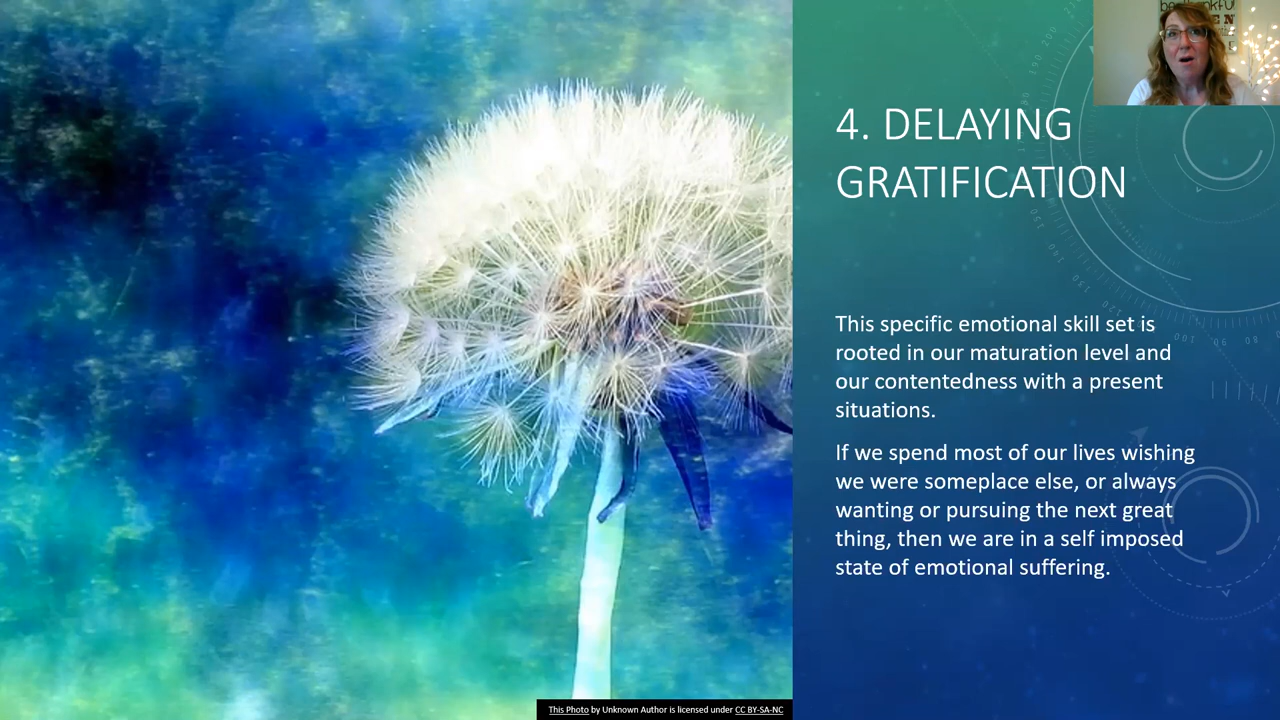 be thankful
4. DELAYING
GRATIFICATION
This specific emotional skill set is
rooted in our maturation level and
our contentedness with a present
situations.
If we spend most of our lives wishing
we were someplace else, or always
wanting or pursuing the next great
thing, then we are in a self imposed
state of emotional suffering.
This Photo by Unknown Author is licensed under CC BY-SA-NC